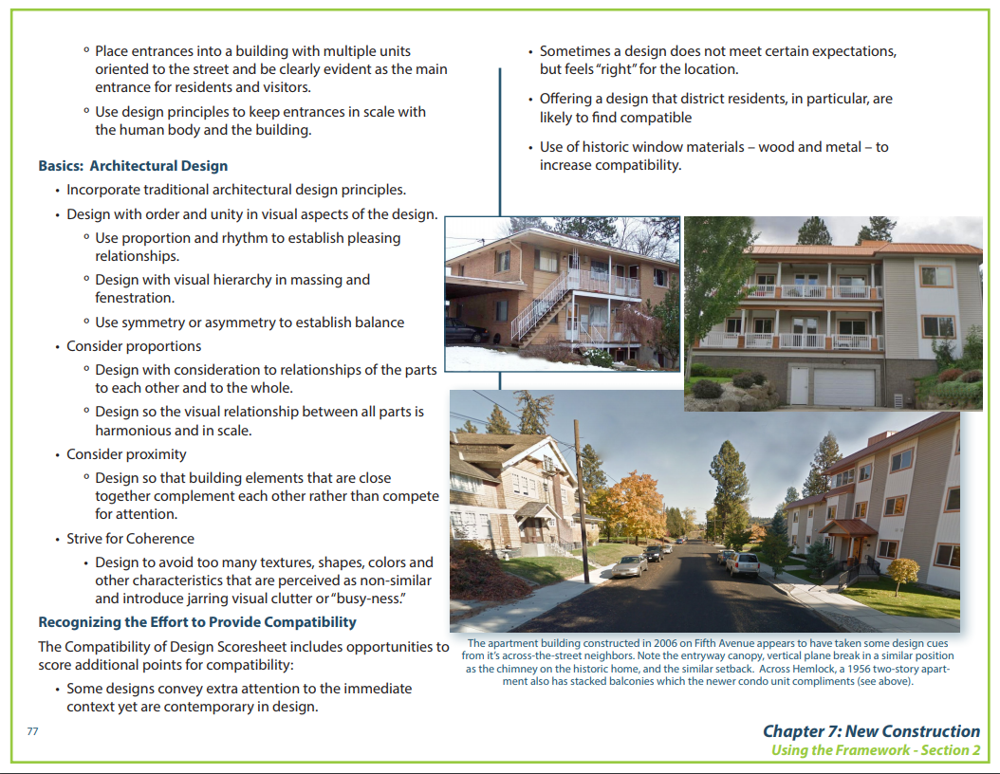 º Place entrances into a building with multiple units
oriented to the street and be clearly evident as the main
entrance for residents and visitors.
º Use design principles to keep entrances in scale with
the human body and the building.
Basics:  Architectural Design
• Incorporate traditional architectural design principles.
• Design with order and unity in visual aspects of the design.
º Use proportion and rhythm to establish pleasing
relationships.
º Design with visual hierarchy in massing and
fenestration.
º Use symmetry or asymmetry to establish balance
• Consider proportions
º Design with consideration to relationships of the parts
to each other and to the whole.
º Design so the visual relationship between all parts is
harmonious and in scale.
• Consider proximity
º Design so that building elements that are close
together complement each other rather than compete
for attention.
• Strive for Coherence
• Design to avoid too many textures, shapes, colors and
other characteristics that are perceived as non-similar
and introduce jarring visual clutter or “busy-ness.”
Recognizing the Effort to Provide Compatibility
The Compatibility of Design Scoresheet includes opportunities to
score additional points for compatibility:
• Some designs convey extra attention to the immediate
context yet are contemporary in design.
• Sometimes a design does not meet certain expectations,
but feels “right” for the location.
• Offering a design that district residents, in particular, are
likely to find compatible
• Use of historic window materials – wood and metal – to
increase compatibility.
The apartment building constructed in 2006 on Fifth Avenue appears to have taken some design cues
from it’s across-the-street neighbors. Note the entryway canopy, vertical plane break in a similar position
as the chimney on the historic home, and the similar setback.  Across Hemlock, a 1956 two-story apart-
ment also has stacked balconies which the newer condo unit compliments (see above).
77
Chapter 7: New Construction
Using the Framework - Section 2